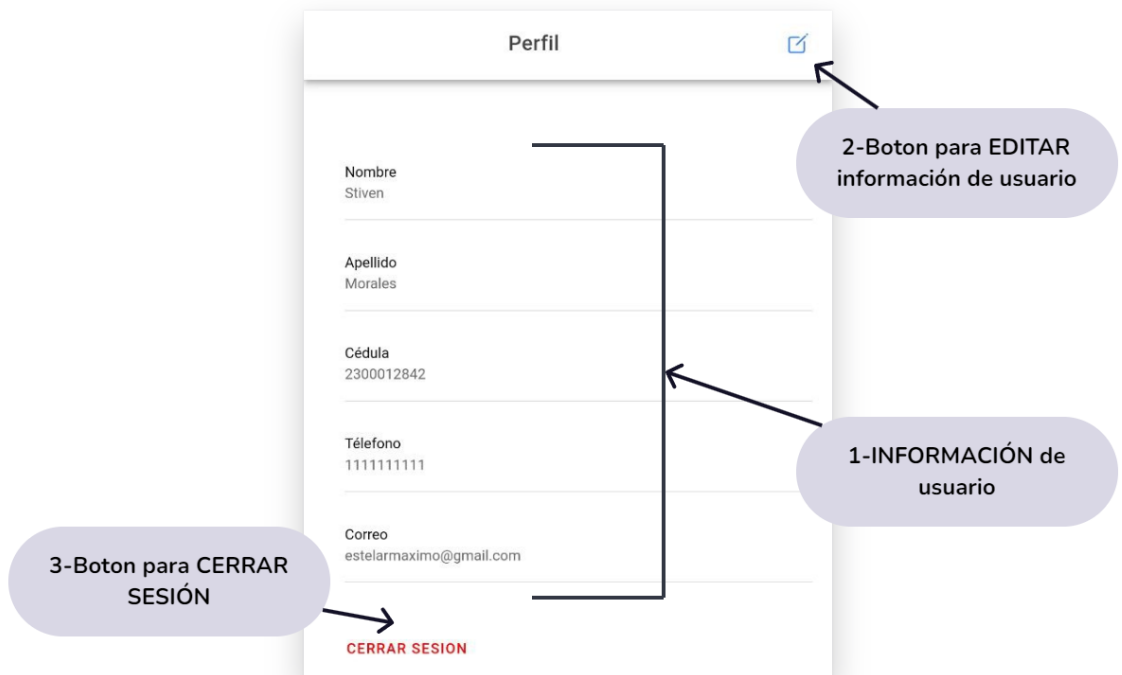 Perfil
2-Boton para EDITAR
información de usuario
Nombre
Stiven
Apellido
Morales
Cédula
2300012842
Télefono
1111111111
1-INFORMACIÓN de
usuario
Correo
estelarmaximo@gmail.com
3-Boton para CERRAR
SESIÓN
CERRAR SESION